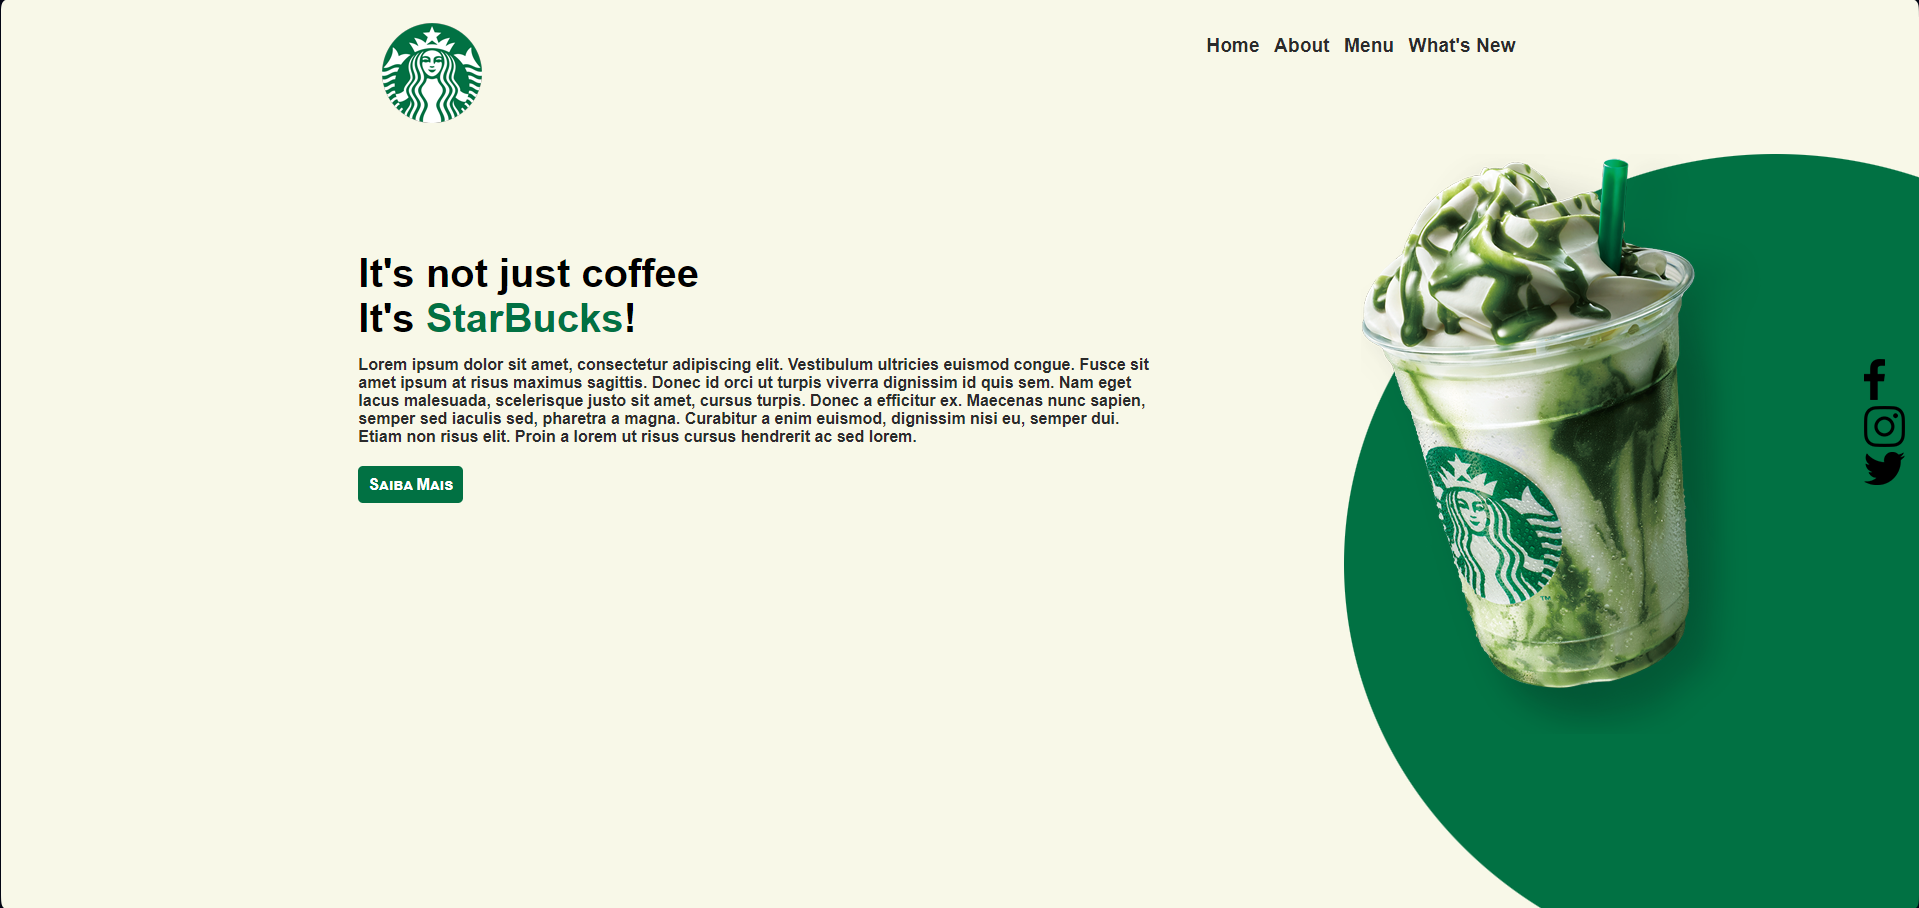 Home About Menu What's New
It's not just coffee
It's StarBucks!
Lorem ipsum dolor sit amet, consectetur adipiscing elit. Vestibulum ultricies euismod congue. Fusce sit
amet ipsum at risus maximus sagittis. Donec id orci ut turpis viverra dignissim id quis sem. Nam eget
lacus malesuada, scelerisque justo sit amet, cursus turpis. Donec a efficitur ex. Maecenas nunc sapien,
semper sed iaculis sed, pharetra a magna. Curabitur a enim euismod, dignissim nisi eu, semper dui.
Etiam non risus elit. Proin a lorem ut risus cursus hendrerit ac sed lorem.
Saiba Mais
TM